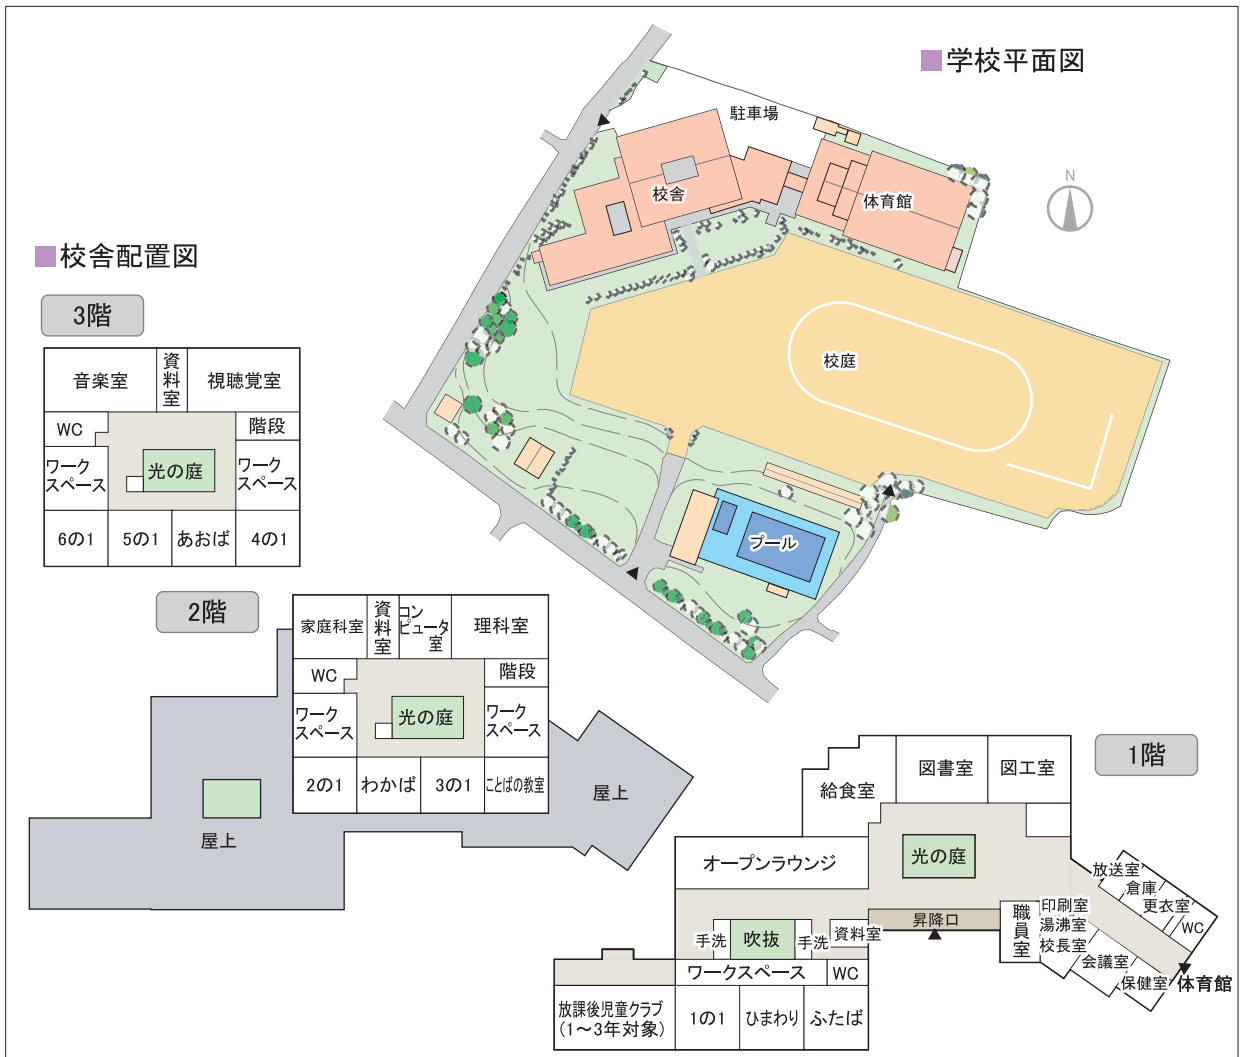 学校平面図
駐車場
校舎
体育館
N
校庭
プール
校舎配置図
3階
音楽室
資料室
視聴覚室
WC
階段
ワークスペース
光の庭
ワークスペース
6の1
5の1
あおば
4の1
2階
家庭科室
資料室
コンピュータ室
理科室
WC
階段
ワークスペース
光の庭
ワークスペース
2の1
わかば
3の1
ことばの教室
屋上
屋上
1階
給食室
図書室
図工室
オープンラウンジ
光の庭
放送室
倉庫
更衣室
WC
昇降口
職員室
印刷室
湯沸室
校長室
会議室
保健室
体育館
手洗
吹抜
手洗
資料室
ワークスペース
WC
放課後児童クラブ
(1〜3年対象)
1の1
ひまわり
ふたば